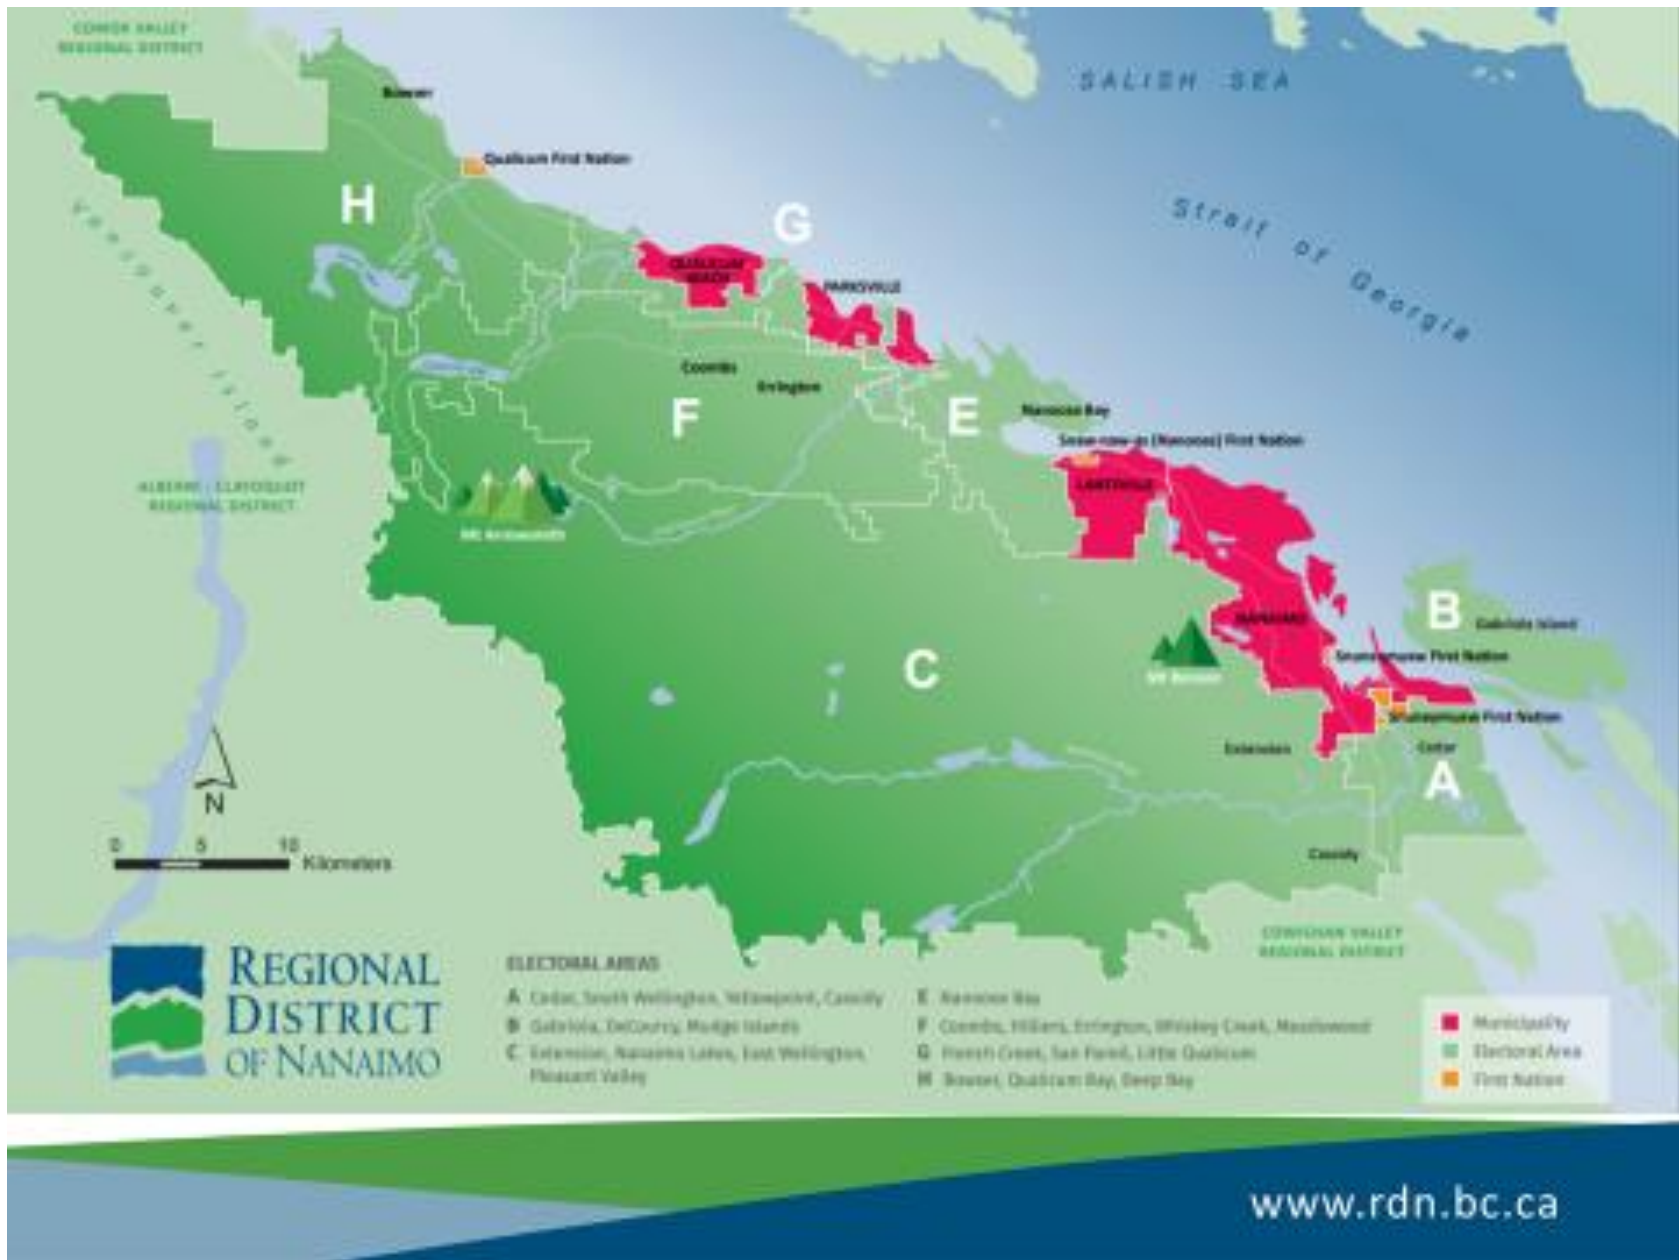 COMOX VALLEY
REGIONAL DISTRICT
SALISH SEA
Bowser
Qualicum First Nation
Vancouver Island
H
G
Strait of Georgia
QUALICUM
BEACH
PARKSVILLE
Coombs
Errington
F
E
Nanoose Bay
Snaw-naw-as (Nanoose) First Nation
LANTZVILLE
ALBERNI - CLAYOQUOT
REGIONAL DISTRICT
Mt Arrowsmith
B
Gabriola Island
NANAIMO
Snuneymuxw First Nation
C
Mt Benson
Snuneymuxw First Nation
Extension
Cedar
A
N
0 5 10
Kilometers
Cassidy
COWICHAN VALLEY
REGIONAL DISTRICT
REGIONAL
DISTRICT
OF NANAIMO
ELECTORAL AREAS
A Cedar, South Wellington, Yellowpoint, Cassidy
B Gabriola, DeCourcy, Mudge Islands
C Extension, Nanaimo Lakes, East Wellington,
Pleasant Valley
E Nanoose Bay
F Coombs, Hilliers, Errington, Whiskey Creek, Meadowood
G French Creek, San Pareil, Little Qualicum
H Bowser, Qualicum Bay, Deep Bay
Municipality
Electoral Area
First Nation
www.rdn.bc.ca